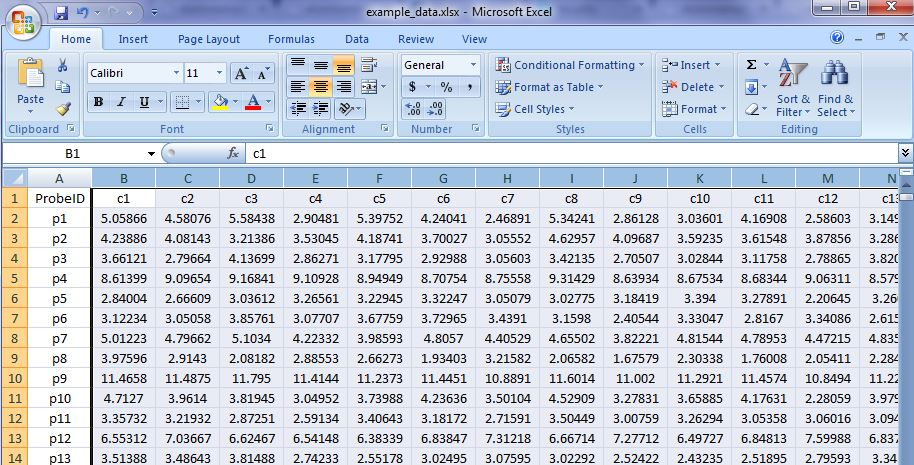 example_data.xlsx - Microsoft Excel
Home Insert Page Layout Formulas Data Review View
Paste Calibri 11 A A General Conditional Formatting Insert Σ
B I U A $ % , Format as Table Delete Sort & Find &
.00 .00 Cell Styles Format Filter Select
Clipboard Font Alignment Number Styles Cells Editing
B1 fx c1
A B C D E F G H I J K L M N
1 ProbeID c1 c2 c3 c4 c5 c6 c7 c8 c9 c10 c11 c12
2 p1 5.05866 4.58076 5.58438 2.90481 5.39752 4.24041 2.46891 5.34241 2.86128 3.03601 4.16908 2.58603 3.149
3 p2 4.23886 4.08143 3.21386 3.53045 4.18741 3.70027 3.05552 4.62957 4.09687 3.59235 3.61548 3.87856 3.286
4 p3 3.66121 2.79664 4.13699 2.86271 3.17795 2.92988 3.05603 3.42135 2.70507 3.02844 3.11758 2.78865 3.820
5 p4 8.61399 9.09654 9.16841 9.10928 8.94949 8.70754 8.75558 9.31429 8.63934 8.67534 8.68344 9.06311 8.579
6 p5 2.84004 2.66609 3.03612 3.26561 3.22945 3.32247 3.05079 3.02775 3.18419 3.394 3.27891 2.20645 3.26
7 p6 3.12234 3.05058 3.85761 3.07707 3.67759 3.72965 3.4391 3.1598 2.40544 3.33047 2.8167 3.34086 2.615
8 p7 5.01223 4.79662 5.1034 4.22332 3.98593 4.8057 4.40529 4.65502 3.82221 4.81544 4.78953 4.47215 4.835
9 p8 3.97596 2.9143 2.08182 2.88553 2.66273 1.93403 3.21582 2.06582 1.67579 2.30338 1.76008 2.05411 2.284
10 p9 11.4658 11.4875 11.795 11.4144 11.2373 11.4451 10.8891 11.6014 11.002 11.2921 11.4574 10.8494 11.22
11 p10 4.7127 3.9614 3.81945 3.04952 3.73988 4.23636 3.50104 4.52909 3.27831 3.65885 4.17631 2.28059 3.979
12 p11 3.35732 3.21932 2.87251 2.59134 3.40643 3.18172 2.71591 3.50449 3.00759 3.26294 3.05358 3.06016 3.094
13 p12 6.55312 7.03667 6.62467 6.54148 6.38339 6.83847 7.31218 6.66714 7.27712 6.49727 6.84813 7.59988 6.837
14 p13 3.51388 3.48643 3.81488 2.74233 2.55178 3.02495 3.07595 3.02292 2.52422 2.43235 2.51895 2.79593 3.34